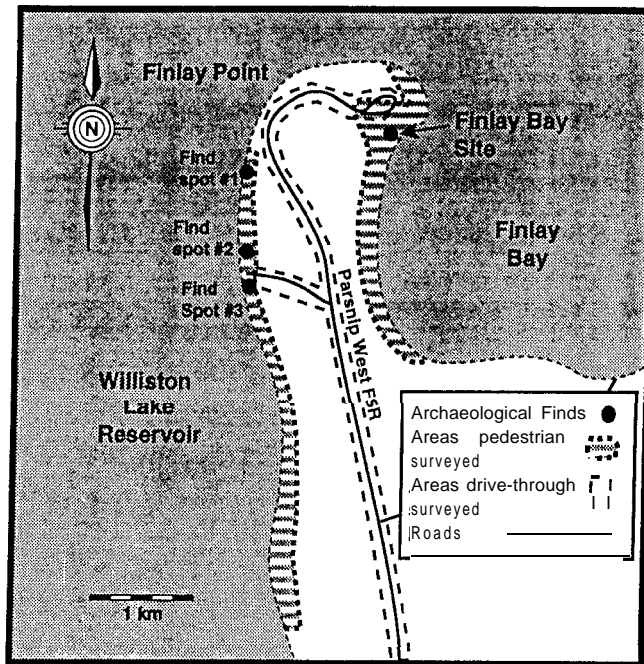 N
Finlay Point
Find
spot #1
Find
spot #2
Find
Spot #3
Finlay Bay
Site
Finlay
Bay
Parsnip West FSR
Williston
Lake
Reservoir
1 km
Archaeological Finds
Areas pedestrian
surveyed
Areas drive-through
surveyed
Roads